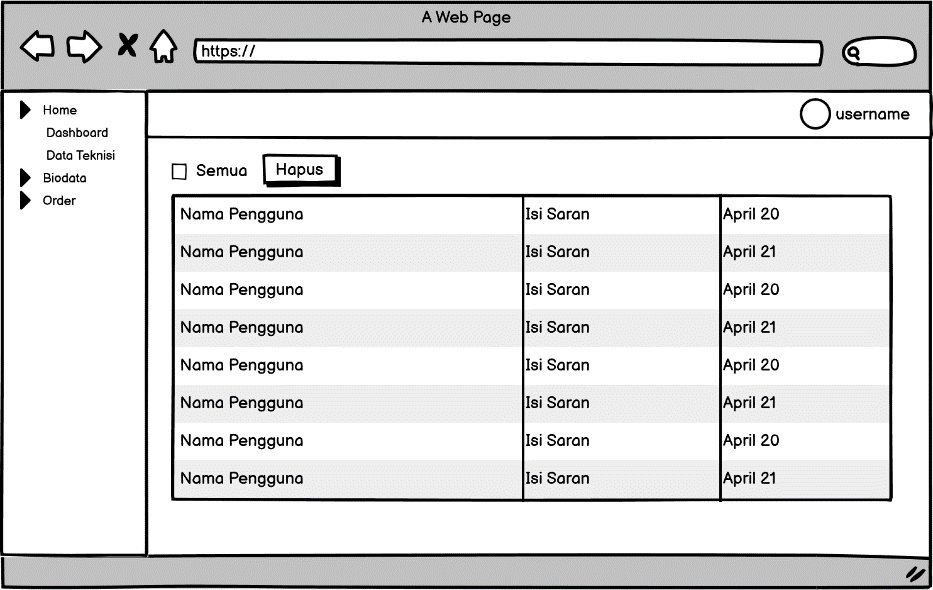 A Web Page
https://
Home
Dashboard
Data Teknisi
Biodata
Order
username
Semua Hapus
Nama Pengguna Isi Saran April 20
Nama Pengguna Isi Saran April 21
Nama Pengguna Isi Saran April 20
Nama Pengguna Isi Saran April 21
Nama Pengguna Isi Saran April 20
Nama Pengguna Isi Saran April 21
Nama Pengguna Isi Saran April 20
Nama Pengguna Isi Saran April 21